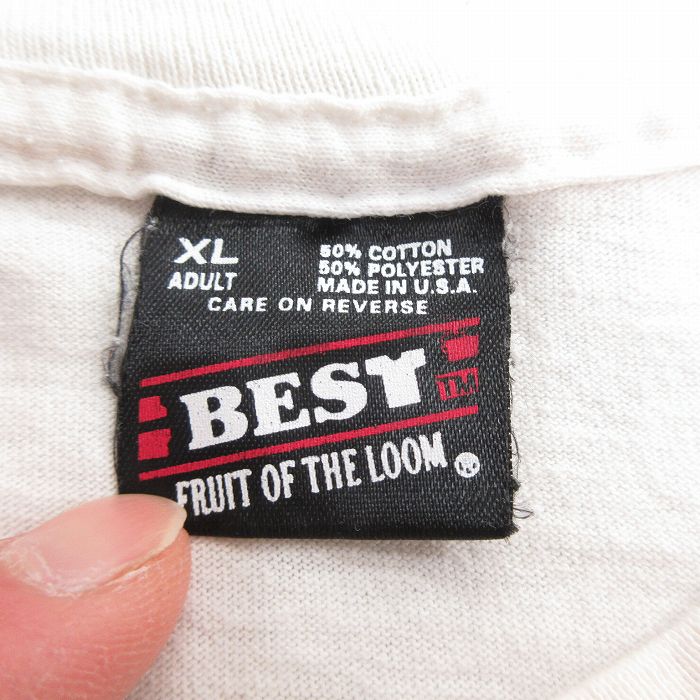 XL
ADULT
50% COTTON
50% POLYESTER
MADE IN U.S.A.
CARE ON REVERSE
BEST
TM
FRUIT OF THE LOOM